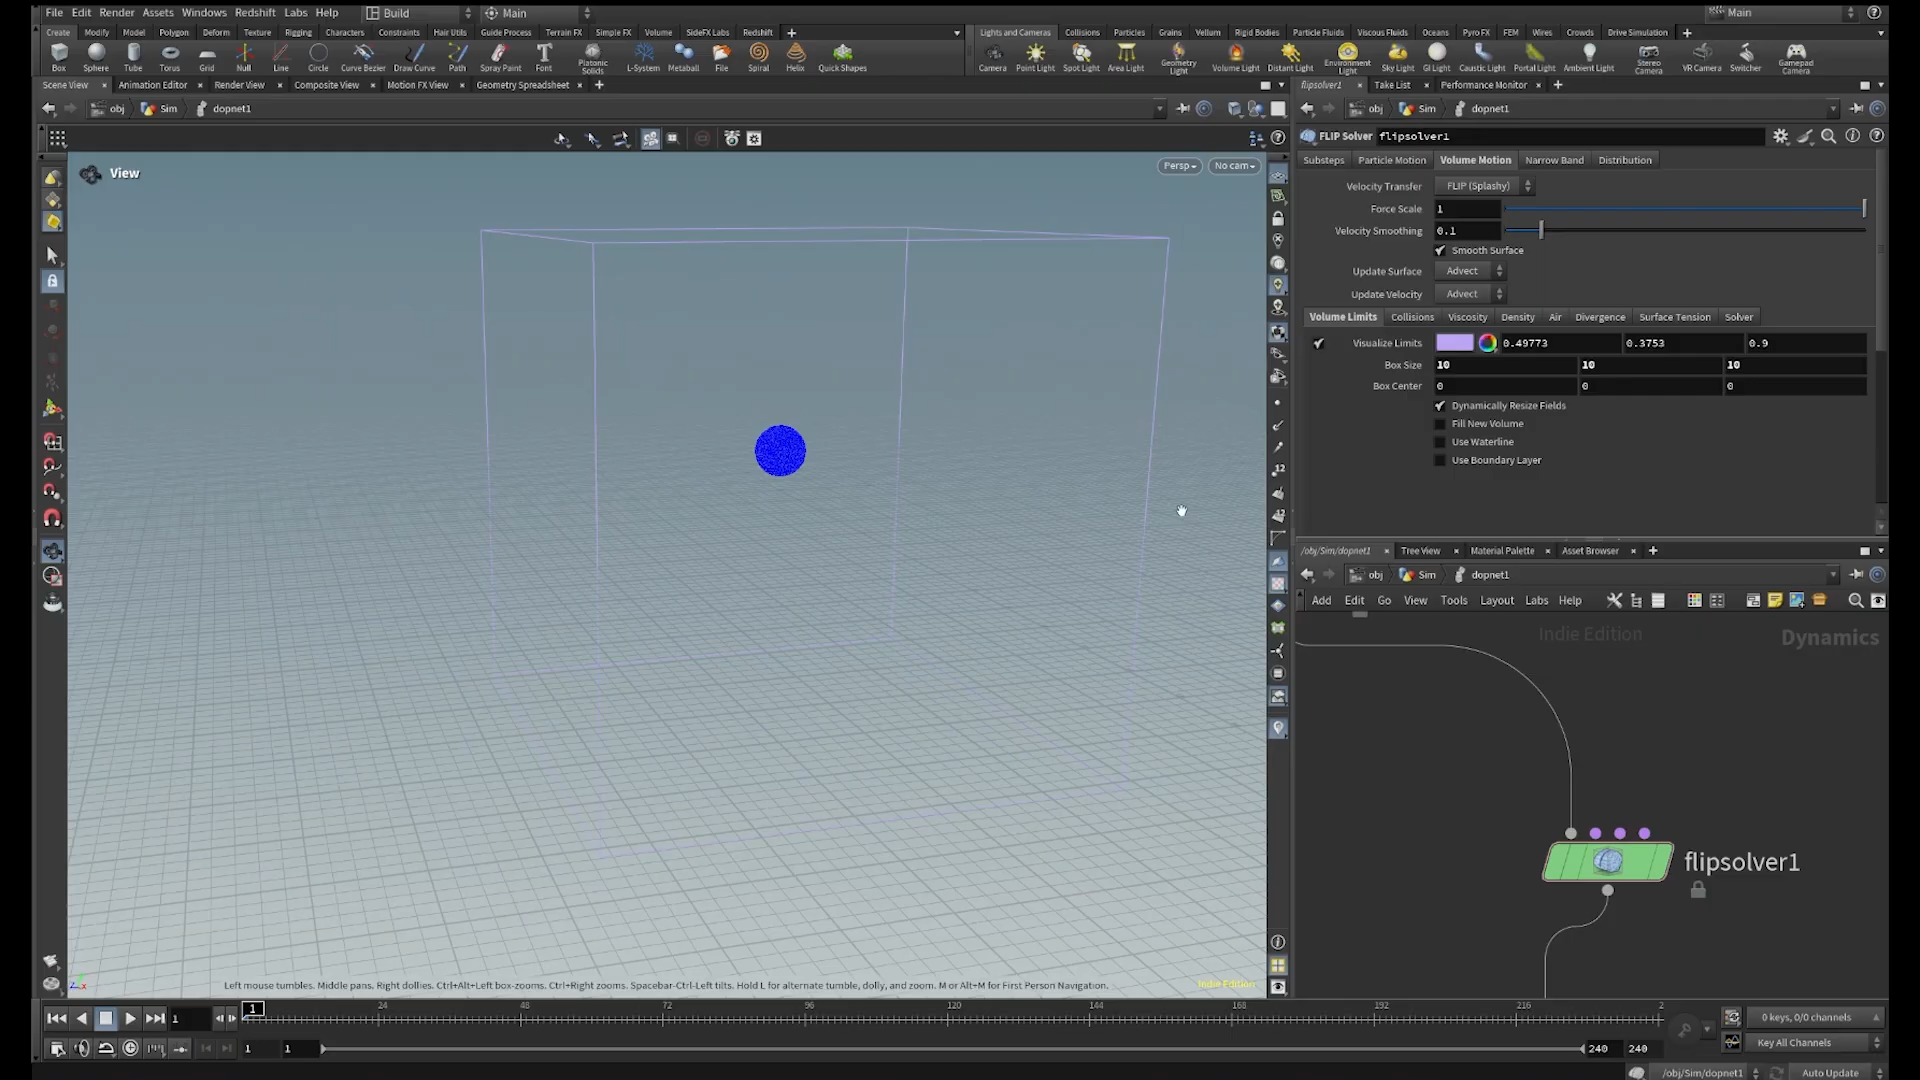 File Edit Render Assets Windows Redshift Labs Help Build Main Main
Create Modify Model Polygon Deform Texture Rigging Characters Constraints Hair Utils Guide Process Terrain FX Simple FX Volume SideFX Labs Redshift
Lights and Cameras Collisions Particles Grains Vellum Rigid Bodies Particle Fluids Viscous Fluids Oceans Pyro FX FEM Wires Crowds Drive Simulation
Box Sphere Tube Torus Grid Null Line Circle Curve Bezier Draw Curve Path Spray Paint Font Platonic Solids L-System Metaball File Spiral Helix Quick Shapes
Camera Point Light Spot Light Area Light Geometry Light Volume Light Distant Light Environment Light Sky Light GI Light Caustic Light Portal Light Ambient Light Stereo Camera VR Camera Switcher Gamepad Camera
Scene View Animation Editor Render View Composite View Motion FX View Geometry Spreadsheet
flipsolver1 Take List Performance Monitor
obj Sim dopnet1
obj Sim dopnet1
FLIP Solver flipsolver1
Substeps Particle Motion Volume Motion Narrow Band Distribution
View Persp No cam
Velocity Transfer FLIP (Splashy)
Force Scale 1
Velocity Smoothing 0.1
Smooth Surface
Update Surface Advect
Update Velocity Advect
Volume Limits Collisions Viscosity Density Air Divergence Surface Tension Solver
Visualize Limits 0.49773 0.3753 0.9
Box Size 10 10 10
Box Center 0 0 0
Dynamically Resize Fields
Fill New Volume
Use Waterline
Use Boundary Layer
/obj/Sim/dopnet1 Tree View Material Palette Asset Browser
obj Sim dopnet1
Add Edit Go View Tools Layout Labs Help
Indie Edition Dynamics
12
12
flipsolver1
Left mouse tumbles. Middle pans. Right dollies. Ctrl+Alt+Left box-zooms. Ctrl+Right zooms. Spacebar-Ctrl-Left tilts. Hold L for alternate tumble, dolly, and zoom. M or Alt+M for First Person Navigation.
Indie Edition
1 1 24 48 72 96 120 144 168 192 216 2
0 keys, 0/0 channels
1 1 240 240 Key All Channels
/obj/Sim/dopnet1 Auto Update